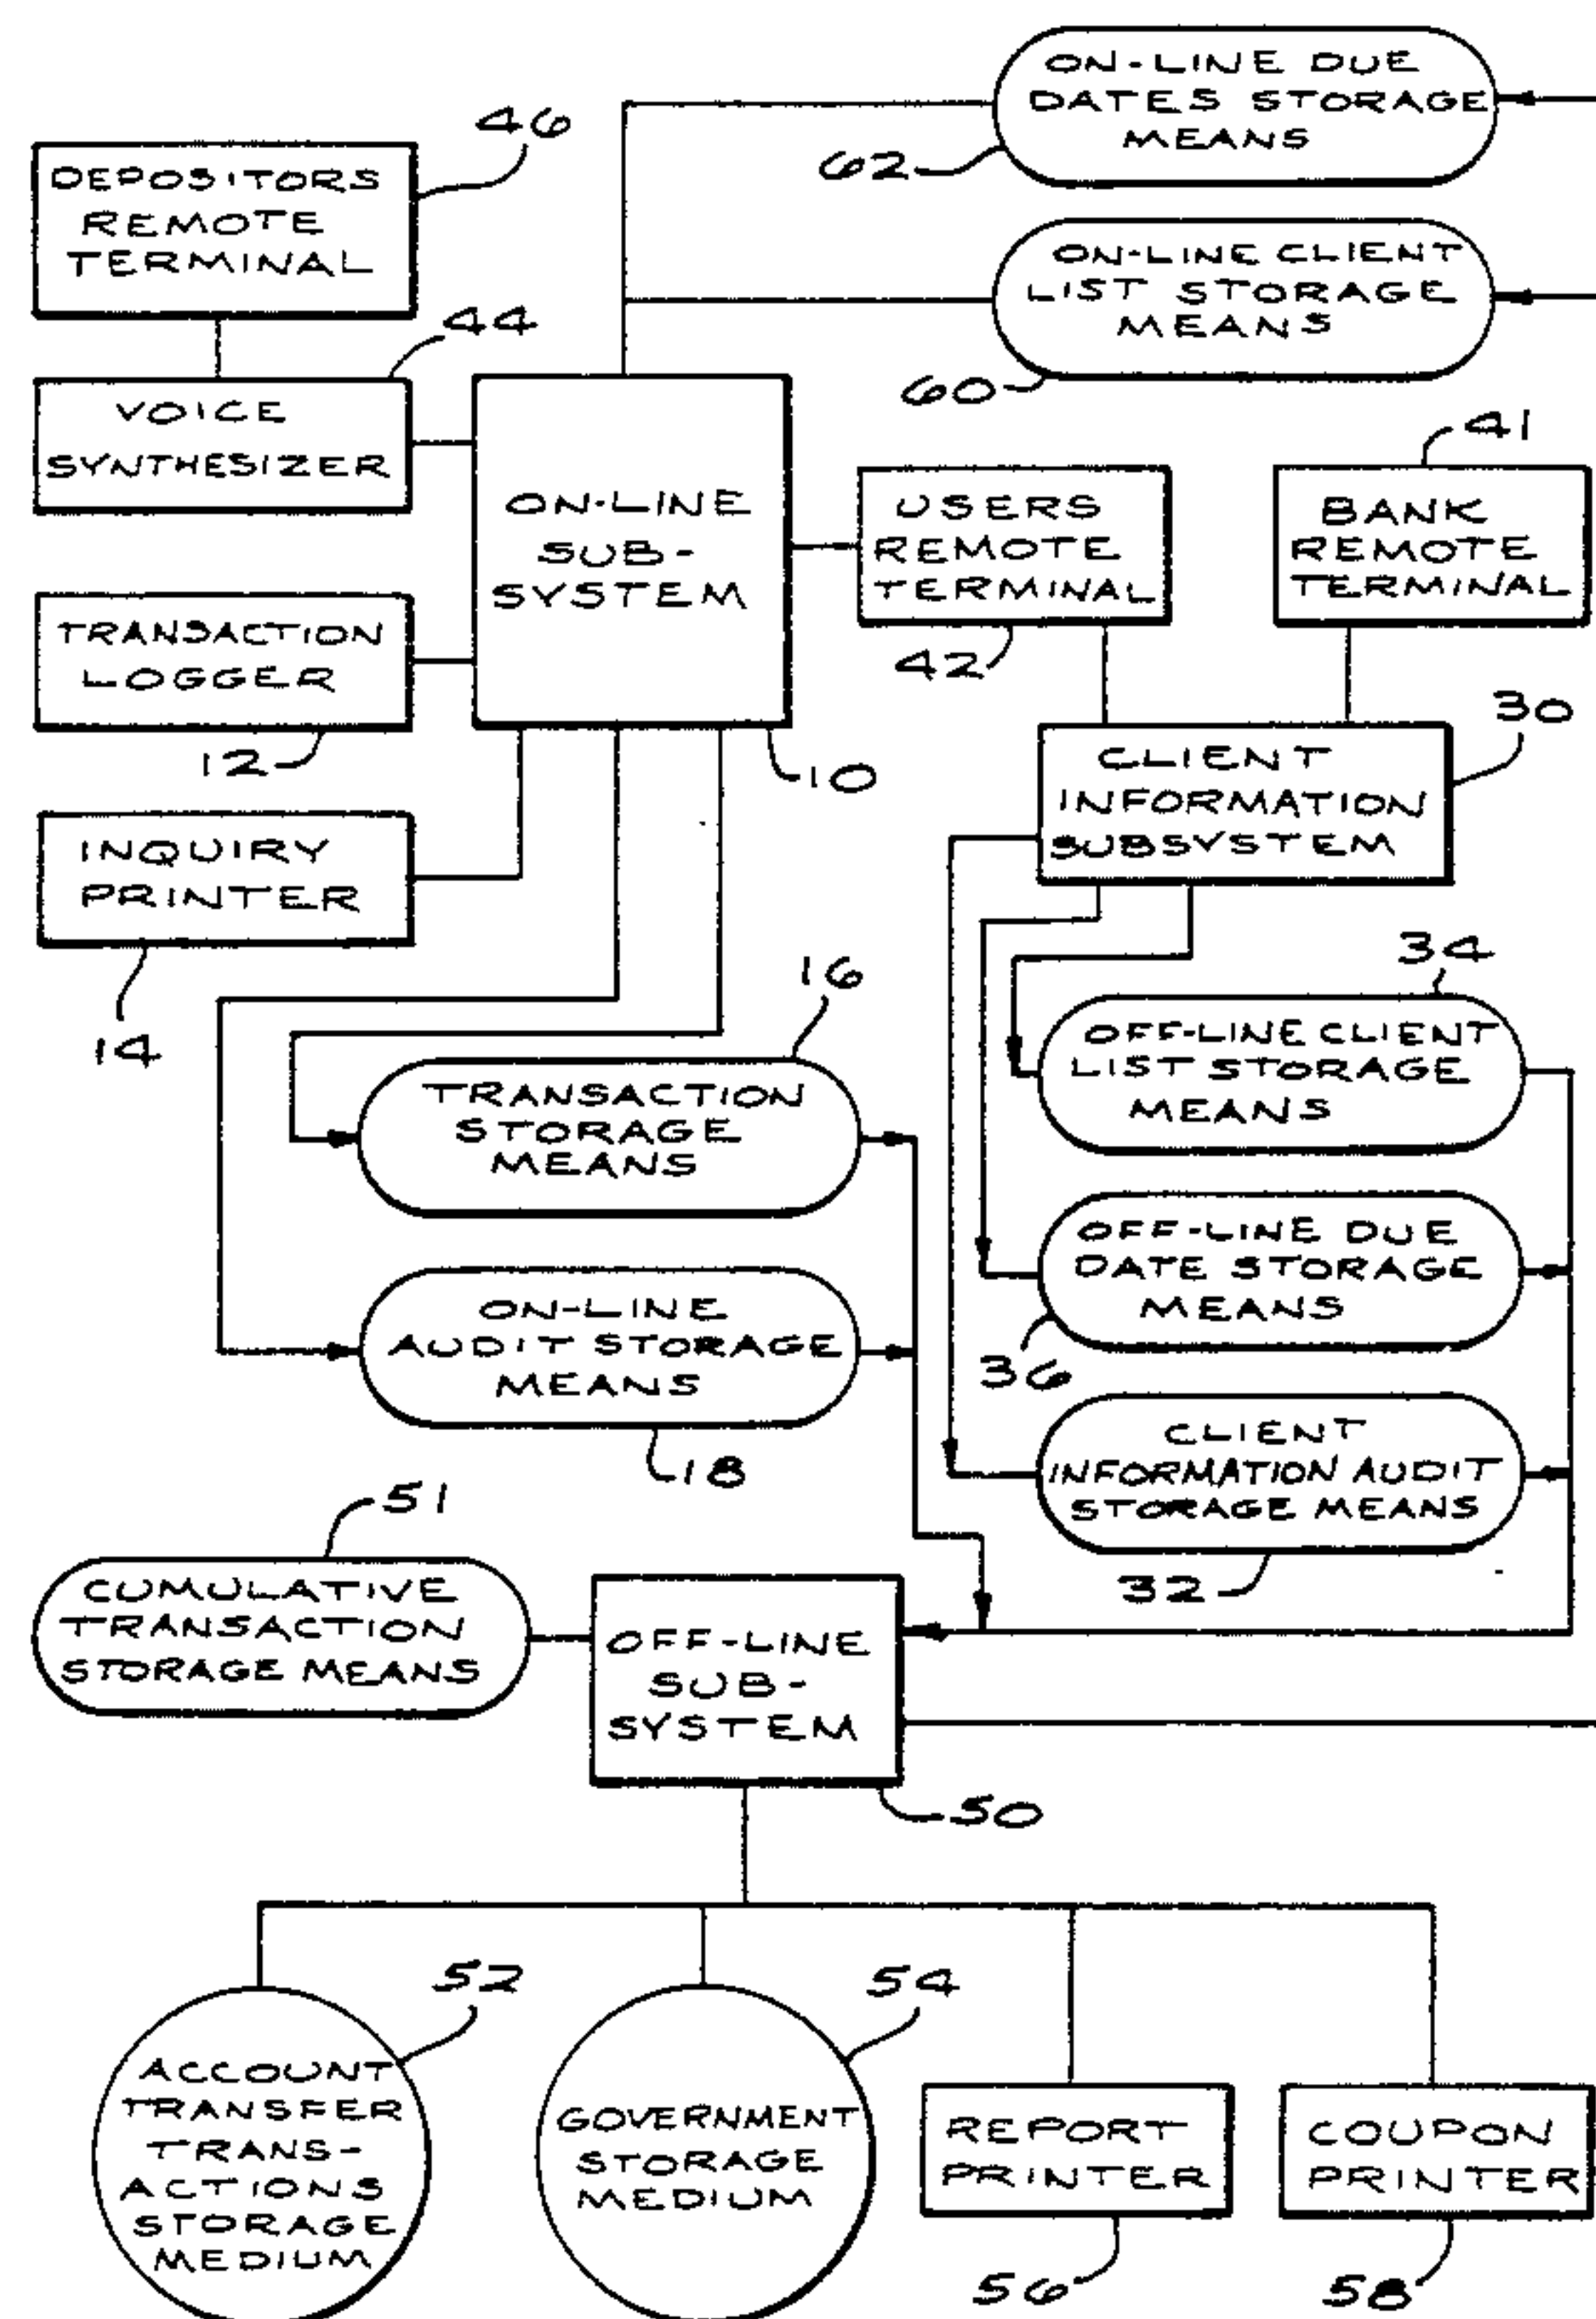 ON-LINE DUE
DATES STORAGE
MEANS
62
46
DEPOSITORS
REMOTE
TERMINAL
ON-LINE CLIENT
LIST STORAGE
MEANS
60
44
VOICE
SYNTHESIZER
ON-LINE
SUB-
SYSTEM
10
USERS
REMOTE
TERMINAL
42
41
BANK
REMOTE
TERMINAL
TRANSACTION
LOGGER
12
30
CLIENT
INFORMATION
SUBSYSTEM
INQUIRY
PRINTER
14
16
TRANSACTION
STORAGE
MEANS
34
OFF-LINE CLIENT
LIST STORAGE
MEANS
ON-LINE
AUDIT STORAGE
MEANS
18
OFF-LINE DUE
DATE STORAGE
MEANS
36
CLIENT
INFORMATION AUDIT
STORAGE MEANS
32
51
CUMULATIVE
TRANSACTION
STORAGE MEANS
OFF-LINE
SUB-
SYSTEM
50
52
ACCOUNT
TRANSFER
TRANS-
ACTIONS
STORAGE
MEDIUM
54
GOVERNMENT
STORAGE
MEDIUM
REPORT
PRINTER
56
COUPON
PRINTER
58